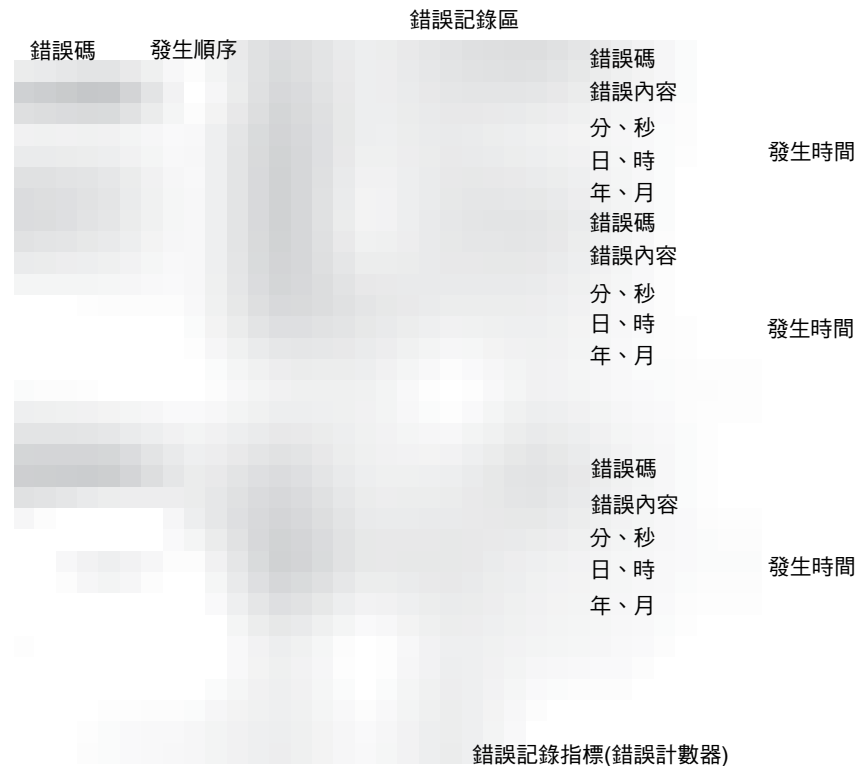 錯誤記錄區
錯誤碼 發生順序
錯誤碼
錯誤內容
分、秒
日、時
年、月
發生時間
錯誤碼
錯誤內容
分、秒
日、時
年、月
發生時間
錯誤碼
錯誤內容
分、秒
日、時
年、月
發生時間
錯誤記錄指標(錯誤計數器)